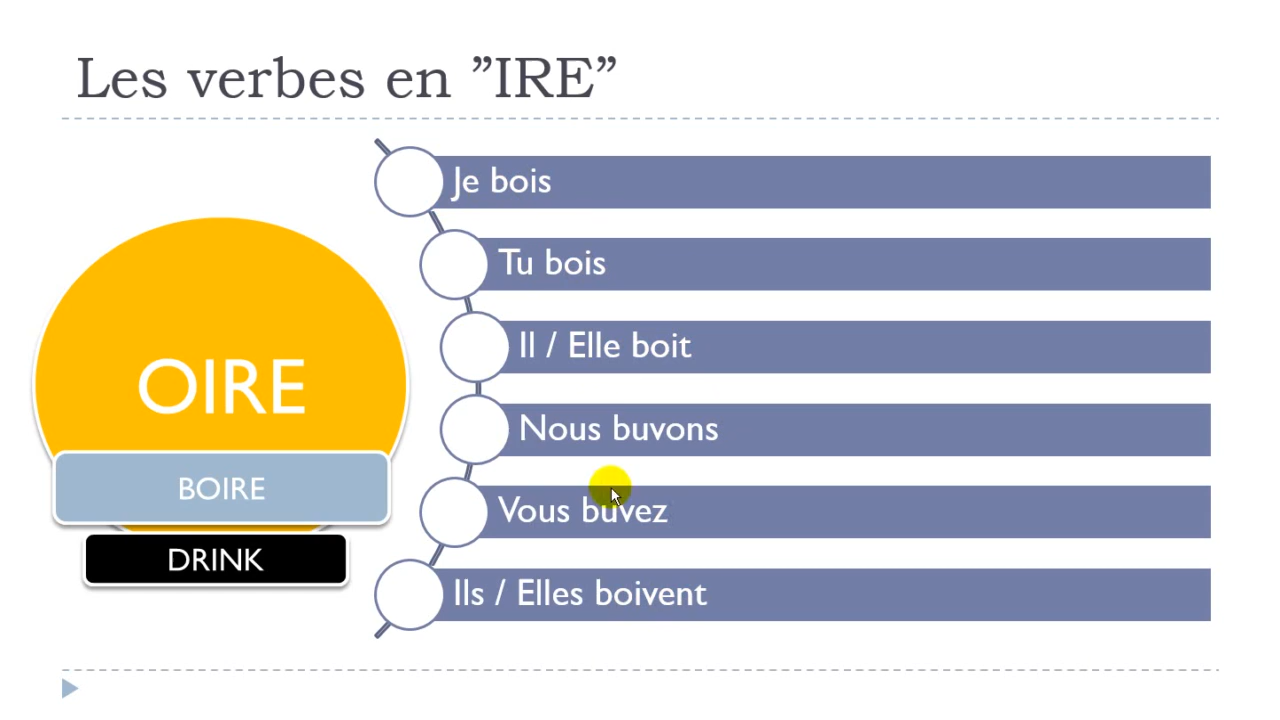 Les verbes en ”IRE”
OIRE
BOIRE
DRINK
Je bois
Tu bois
Il / Elle boit
Nous buvons
Vous buvez
Ils / Elles boivent